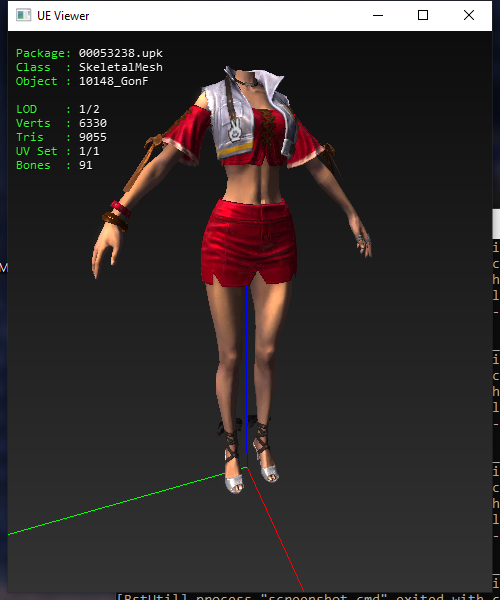 UE Viewer
Package: 00053238.upk
Class : SkeletalMesh
Object : 10148_GonF
LOD : 1/2
Verts : 6330
Tris : 9055
UV Set : 1/1
Bones : 91
M
i
c
h
l
-
i
c
h
l
-
i
c
h
l
-
i
[RstUtil] process "screenshot.cmd" exited with c